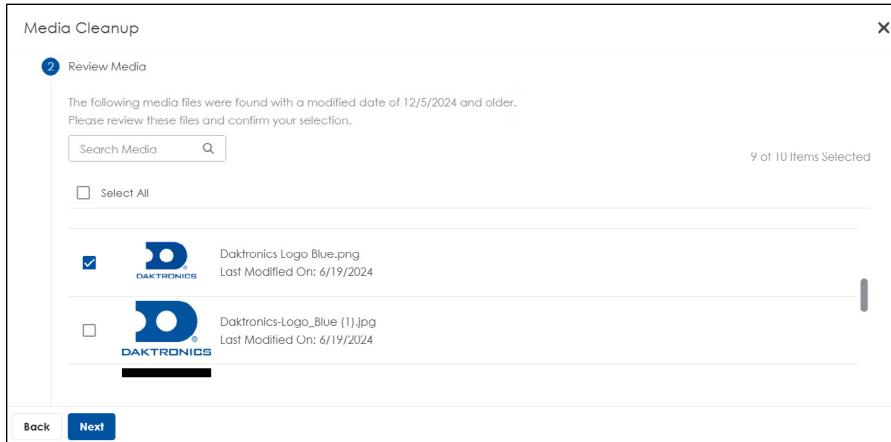 Media Cleanup
2 Review Media
The following media files were found with a modified date of 12/5/2024 and older.
Please review these files and confirm your selection.
Search Media
9 of 10 Items Selected
Select All
DAKTRONICS
Daktronics Logo Blue.png
Last Modified On: 6/19/2024
DAKTRONICS
Daktronics-Logo_Blue (1).jpg
Last Modified On: 6/19/2024
Back Next